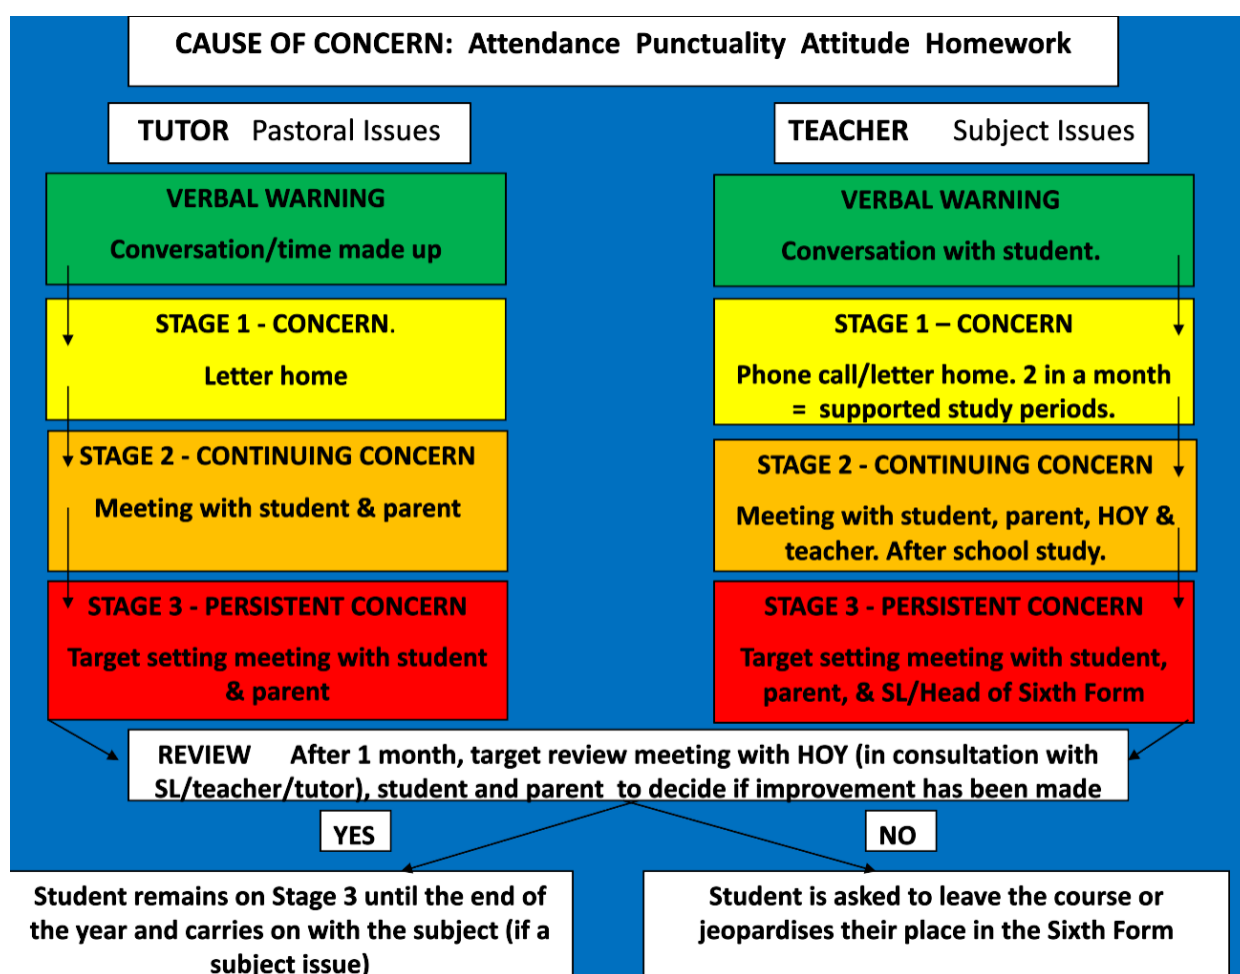 CAUSE OF CONCERN: Attendance Punctuality Attitude Homework
TUTOR Pastoral Issues
VERBAL WARNING
Conversation/time made up
STAGE 1 - CONCERN.
Letter home
STAGE 2 - CONTINUING CONCERN
Meeting with student & parent
STAGE 3 - PERSISTENT CONCERN
Target setting meeting with student
& parent
TEACHER Subject Issues
VERBAL WARNING
Conversation with student.
STAGE 1 – CONCERN
Phone call/letter home. 2 in a month
= supported study periods.
STAGE 2 - CONTINUING CONCERN
Meeting with student, parent, HOY &
teacher. After school study.
STAGE 3 - PERSISTENT CONCERN
Target setting meeting with student,
parent, & SL/Head of Sixth Form
REVIEW After 1 month, target review meeting with HOY (in consultation with
SL/teacher/tutor), student and parent to decide if improvement has been made
YES
Student remains on Stage 3 until the end of
the year and carries on with the subject (if a
subject issue)
NO
Student is asked to leave the course or
jeopardises their place in the Sixth Form